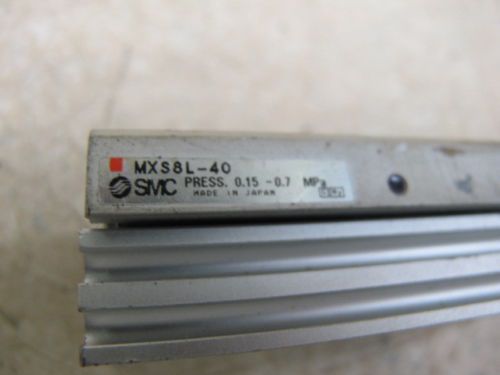 MXS8L-40
SMC PRESS. 0.15 -0.7 MPa
MADE IN JAPAN